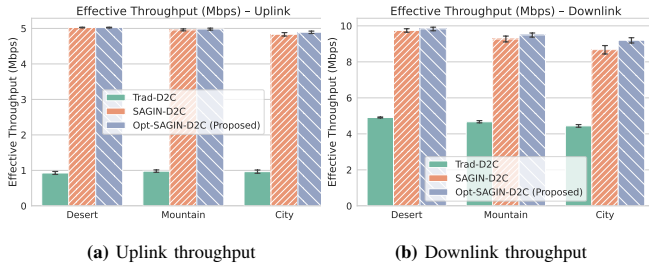 Effective Throughput (Mbps) – Uplink
Effective Throughput (Mbps)
5
4
3
2
1
0
Trad-D2C
SAGIN-D2C
Opt-SAGIN-D2C (Proposed)
Desert Mountain City
(a) Uplink throughput
Effective Throughput (Mbps) – Downlink
Effective Throughput (Mbps)
10
8
6
4
2
0
Trad-D2C
SAGIN-D2C
Opt-SAGIN-D2C (Proposed)
Desert Mountain City
(b) Downlink throughput